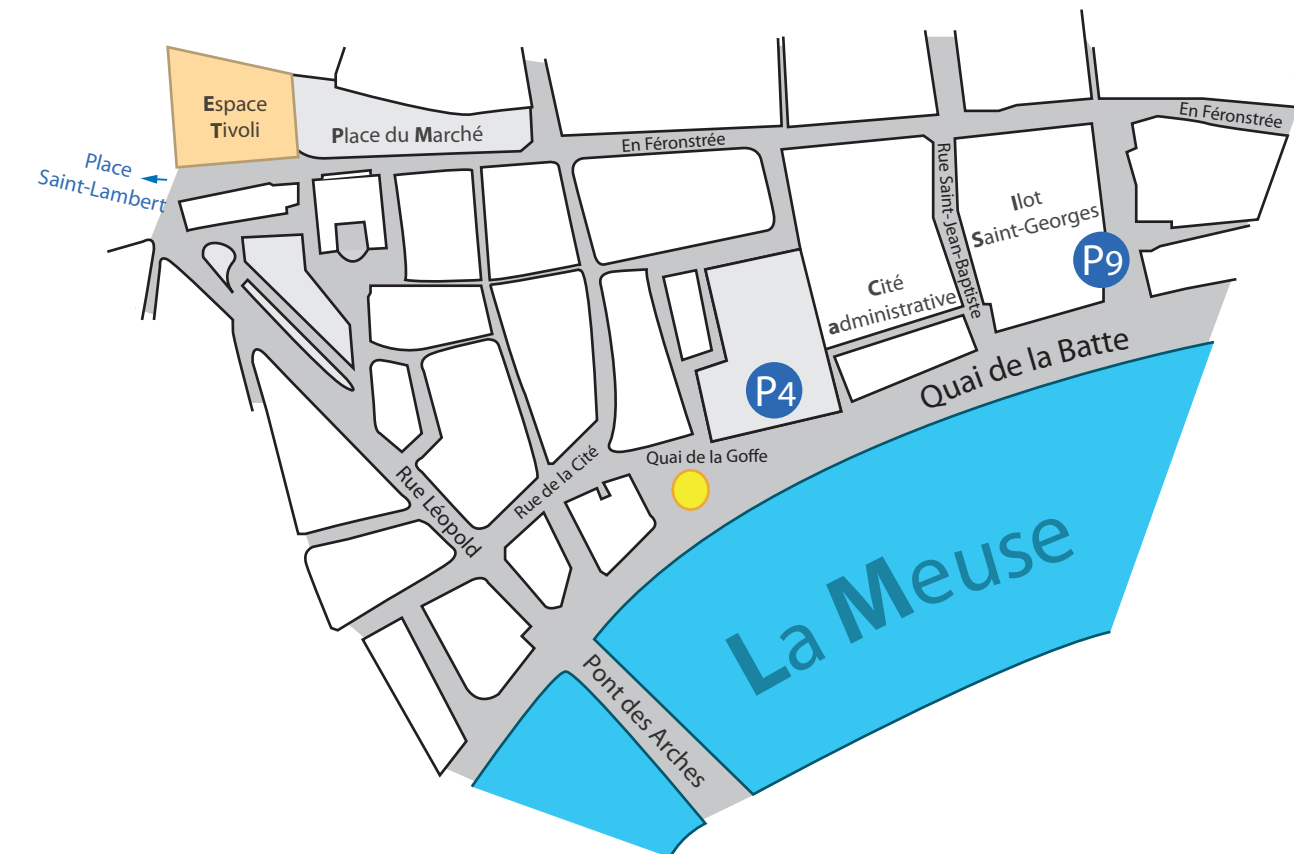 Espace
Tivoli
Place du Marché
Place
Saint-Lambert
En Féronstrée
En Féronstrée
Rue Saint-Jean-Baptiste
Ilot
Saint-Georges
P9
Cité
administrative
P4
Quai de la Batte
Quai de la Goffe
Rue de la Cité
Rue Léopold
La Meuse
Pont des Arches